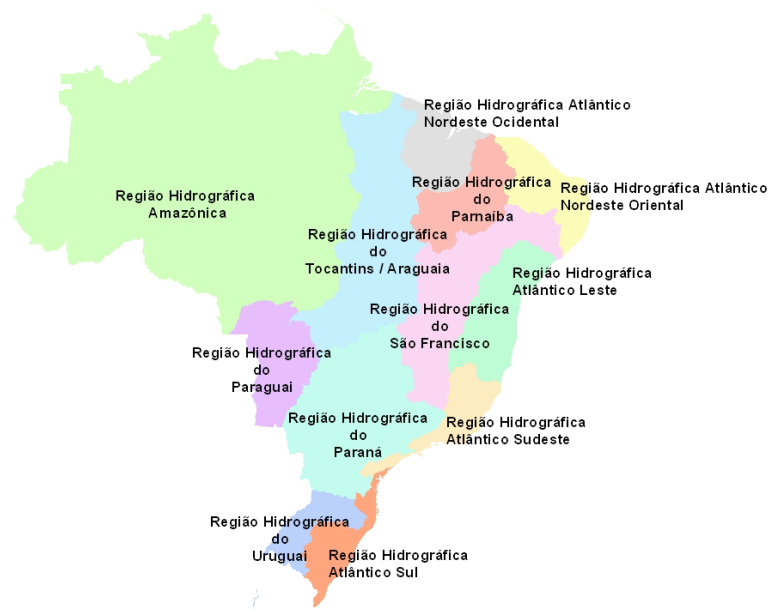 Região Hidrográfica Atlântico
Nordeste Ocidental
Região Hidrográfica
do
Parnaíba
Região Hidrográfica Atlântico
Nordeste Oriental
Região Hidrográfica
Amazônica
Região Hidrográfica
do
Tocantins / Araguaia
Região Hidrográfica
Atlântico Leste
Região Hidrográfica
do
São Francisco
Região Hidrográfica
do
Paraguai
Região Hidrográfica
do
Paraná
Região Hidrográfica
Atlântico Sudeste
Região Hidrográfica
do
Uruguai
Região Hidrográfica
Atlântico Sul